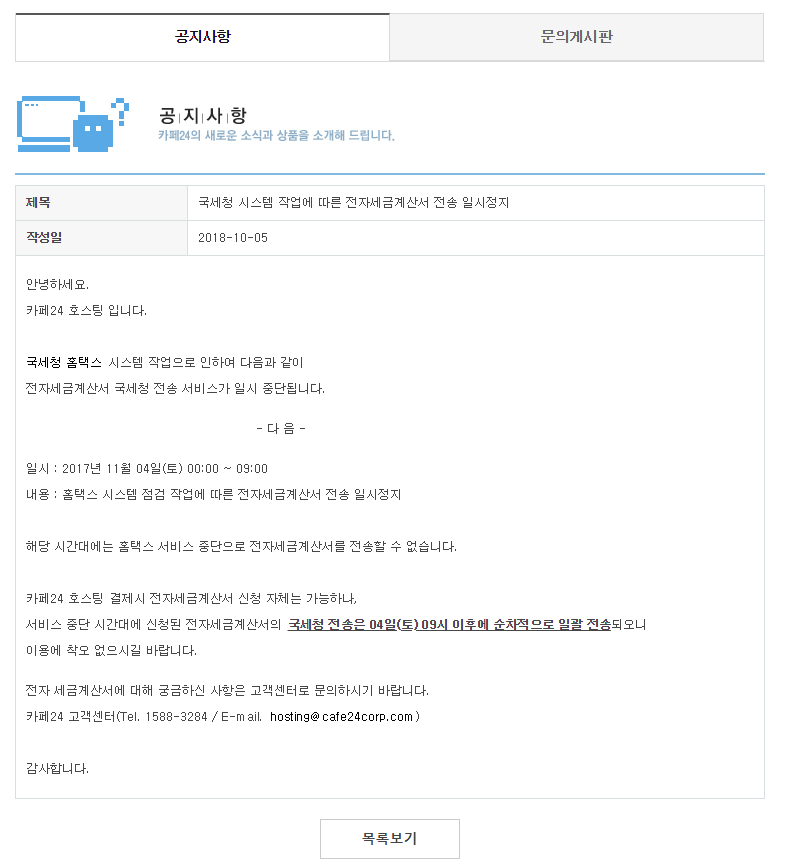 공지사항 문의게시판
공지사항
카페24의 새로운 소식과 상품을 소개해 드립니다.
제목 국세청 시스템 작업에 따른 전자세금계산서 전송 일시정지
작성일 2018-10-05
안녕하세요.
카페24 호스팅 입니다.
국세청 홈택스 시스템 작업으로 인하여 다음과 같이
전자세금계산서 국세청 전송 서비스가 일시 중단됩니다.
- 다 음 -
일시 : 2017년 11월 04일(토) 00:00 ~ 09:00
내용 : 홈택스 시스템 점검 작업에 따른 전자세금계산서 전송 일시정지
해당 시간대에는 홈택스 서비스 중단으로 전자세금계산서를 전송할 수 없습니다.
카페24 호스팅 결제시 전자세금계산서 신청 자체는 가능하나,
서비스 중단 시간대에 신청된 전자세금계산서의 국세청 전송은 04일(토) 09시 이후에 순차적으로 일괄 전송되오니
이용에 착오 없으시길 바랍니다.
전자 세금계산서에 대해 궁금하신 사항은 고객센터로 문의하시기 바랍니다.
카페24 고객센터(Tel. 1588-3284 / E-mail. hosting@cafe24corp.com)
감사합니다.
목록보기